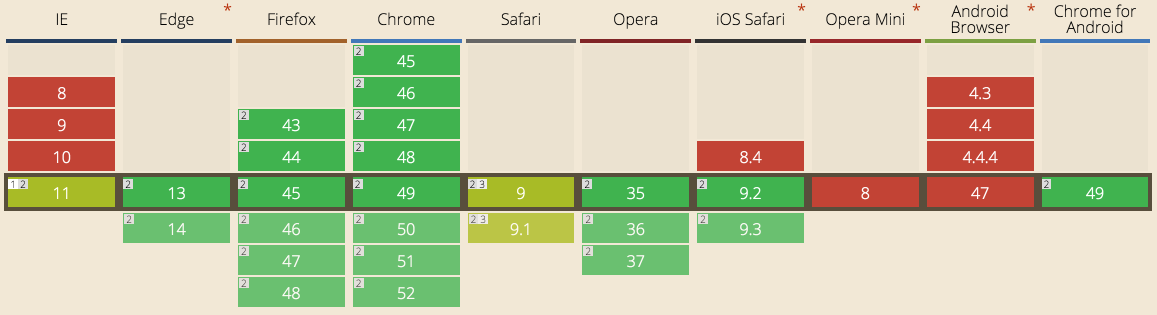 IE Edge * Firefox Chrome Safari Opera iOS Safari * Opera Mini * Android Browser * Chrome for Android
2 45
8 2 46 4.3
9 2 43 2 47 4.4
10 2 44 2 48 8.4 4.4.4
1 2 11 2 13 2 45 2 49 2 3 9 2 35 2 9.2 8 47 2 49
2 14 2 46 2 50 2 3 9.1 2 36 2 9.3
2 47 2 51 2 37
2 48 2 52